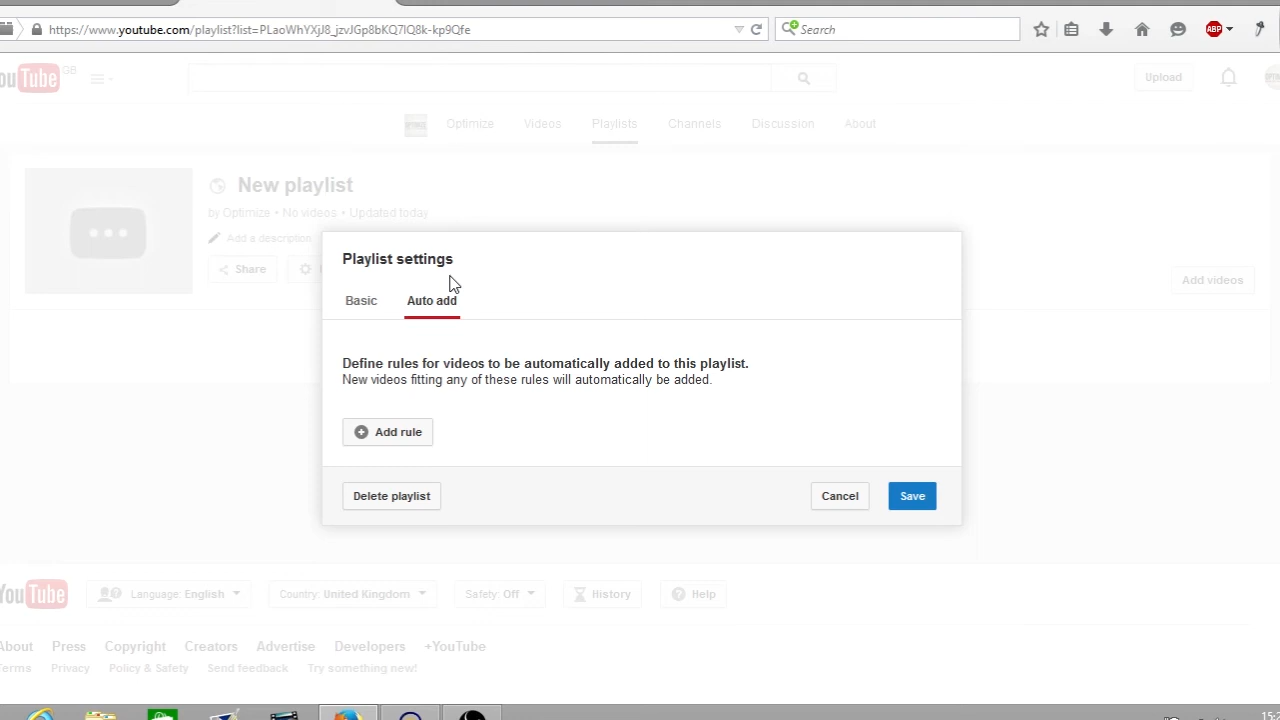 https://www.youtube.com/playlist?list=PLaoWhYXjJ8_jzvJGp8bKQ7lQ8k-kp9Qfe
Search
ABP
ouTube GB
Upload
Optimize Videos Playlists Channels Discussion About
New playlist
by Optimize • No videos • Updated today
Add a description
Share
Add videos
Playlist settings
Basic Auto add
Define rules for videos to be automatically added to this playlist.
New videos fitting any of these rules will automatically be added.
Add rule
Delete playlist Cancel Save
YouTube Language: English Country: United Kingdom Safety: Off History Help
About Press Copyright Creators Advertise Developers +YouTube
Terms Privacy Policy & Safety Send feedback Try something new!